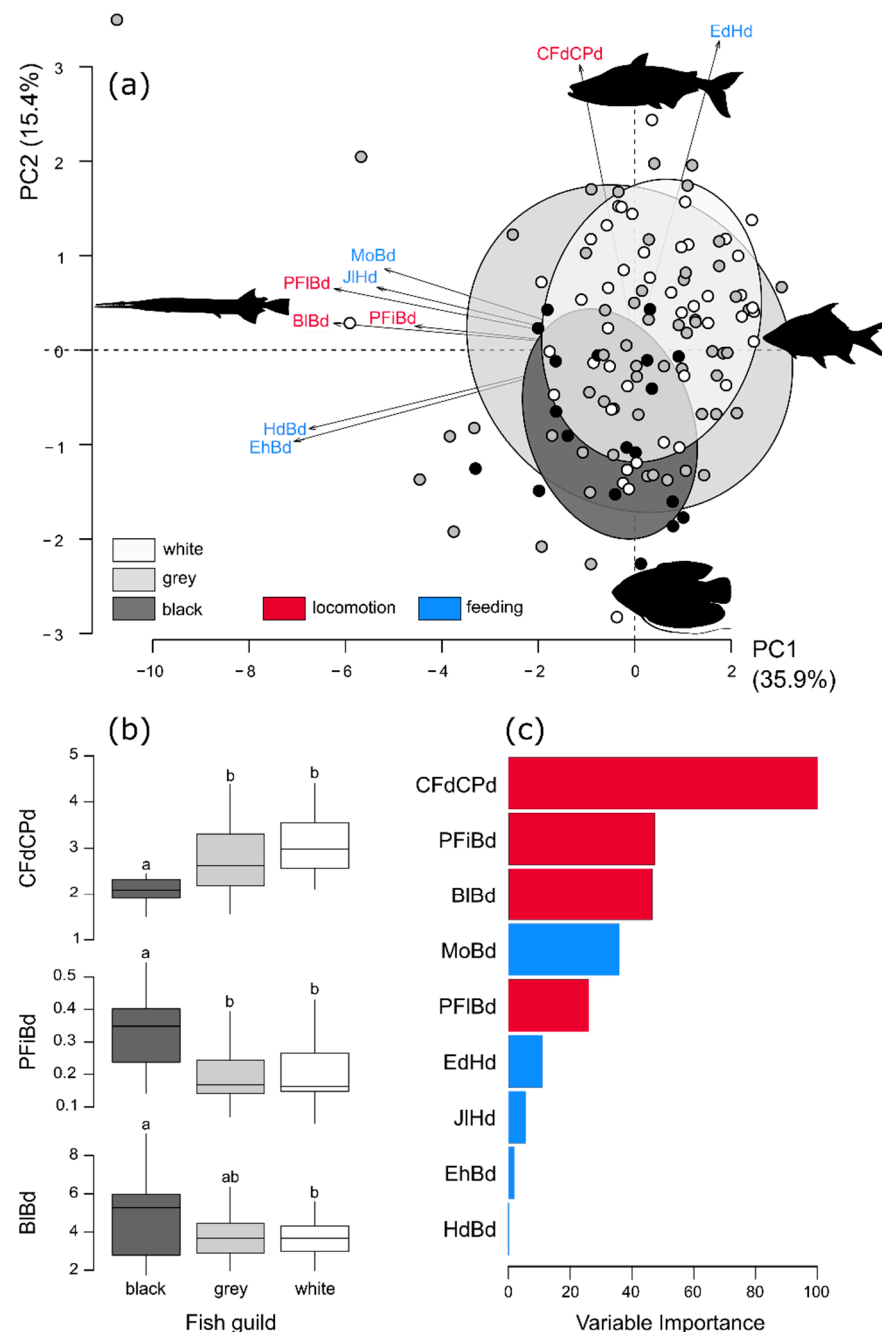 (a)
PC2 (15.4%)
3
2
1
0
−1
−2
−3
CFdCPd
EdHd
MoBd
JlHd
PFlBd
BlBd
PFiBd
HdBd
EhBd
white
grey
black
locomotion
feeding
−10
−8
−6
−4
−2
0
2
PC1
(35.9%)
(b)
CFdCPd
5
4
3
2
1
a
b
b
PFiBd
0.5
0.4
0.3
0.2
0.1
a
b
b
BlBd
8
6
4
2
a
ab
b
black
grey
white
Fish guild
(c)
CFdCPd
PFiBd
BlBd
MoBd
PFlBd
EdHd
JlHd
EhBd
HdBd
0
20
40
60
80
100
Variable Importance